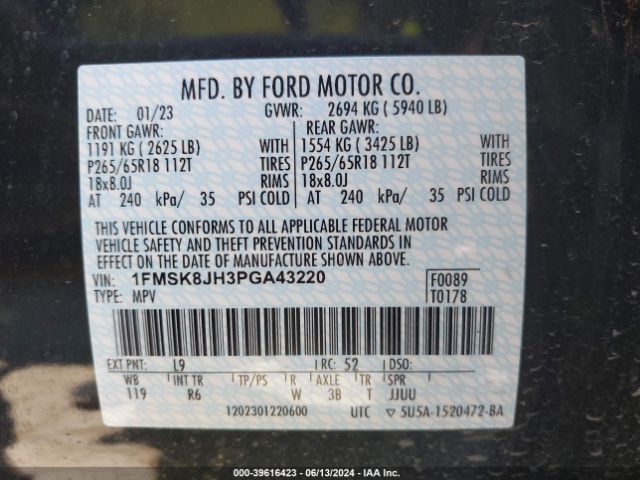 MFD. BY FORD MOTOR CO.
DATE: 01/23 GVWR: 2694 KG ( 5940 LB)
FRONT GAWR: REAR GAWR:
1191 KG ( 2625 LB) WITH 1554 KG ( 3425 LB) WITH
P265/65R18 112T TIRES P265/65R18 112T TIRES
18x8.0J RIMS 18x8.0J RIMS
AT 240 kPa/ 35 PSI COLD AT 240 kPa/ 35 PSI COLD
THIS VEHICLE CONFORMS TO ALL APPLICABLE FEDERAL MOTOR
VEHICLE SAFETY AND THEFT PREVENTION STANDARDS IN
EFFECT ON THE DATE OF MANUFACTURE SHOWN ABOVE.
VIN: 1FMSK8JH3PGA43220 F0089
TYPE: MPV T0178
EXT PNT: L9 RC: 52 DSO:
WB INT TR TP/PS R AXLE TR SPR
119 R6 W 3B T JJUU
1202301220600 UTC ▽ 5U5A-1520472-BA
000-39616423 - 06/13/2024 - IAA Inc.